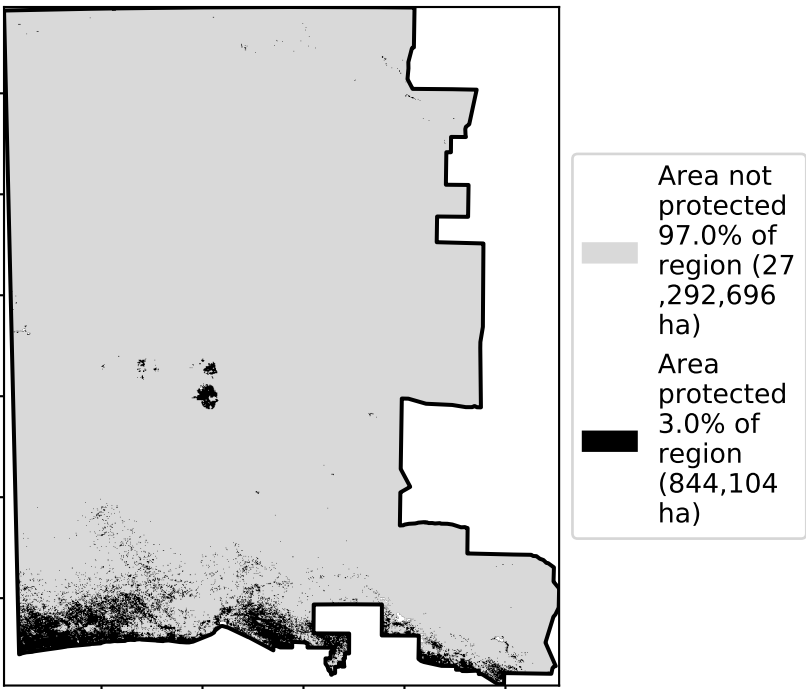 Area not
protected
97.0% of
region (27
,292,696
ha)
Area
protected
3.0% of
region
(844,104
ha)